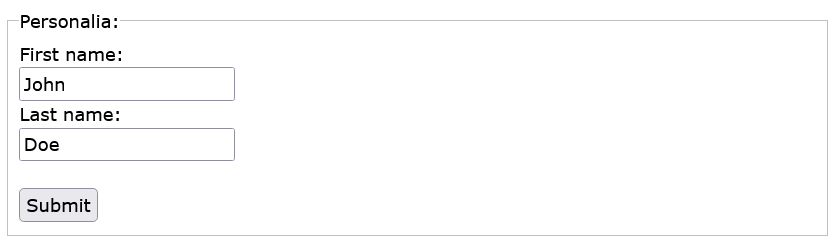 Personalia:
First name:
John
Last name:
Doe
Submit